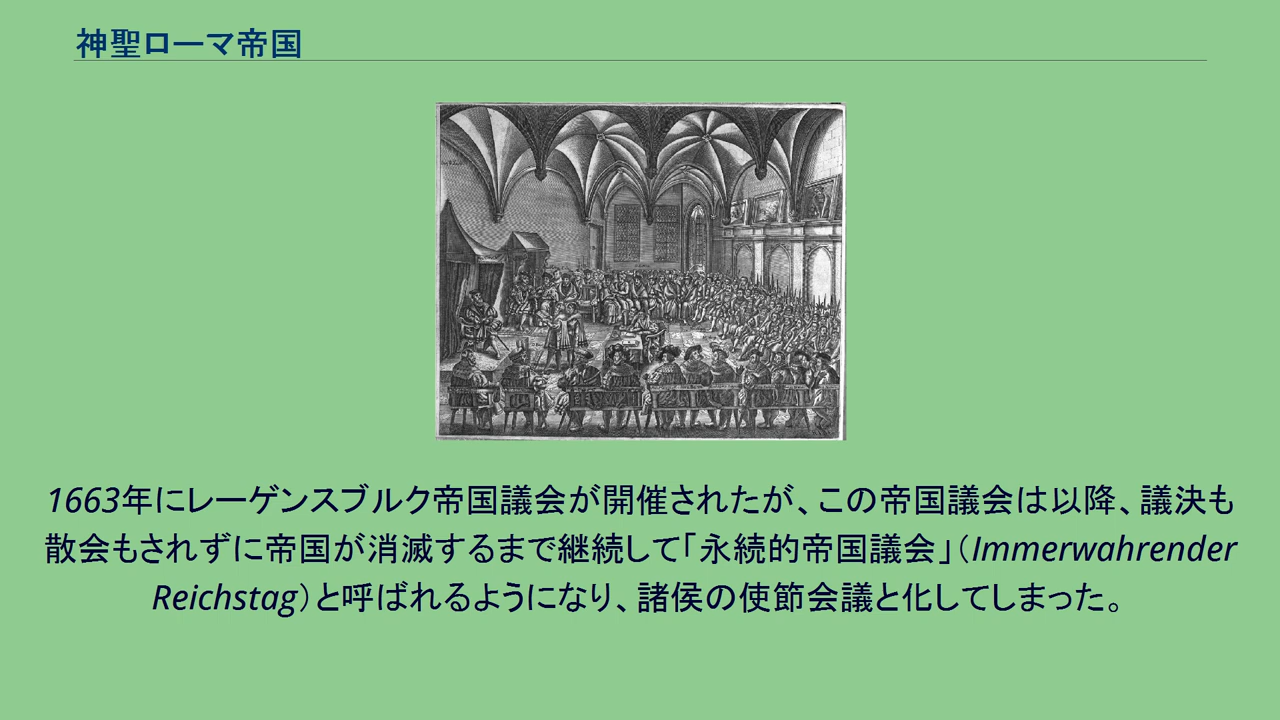 神聖ローマ帝国
1663年にレーゲンスブルク帝国議会が開催されたが、この帝国議会は以降、議決も
散会もされずに帝国が消滅するまで継続して「永続的帝国議会」（Immerwahrender
Reichstag）と呼ばれるようになり、諸侯の使節会議と化してしまった。